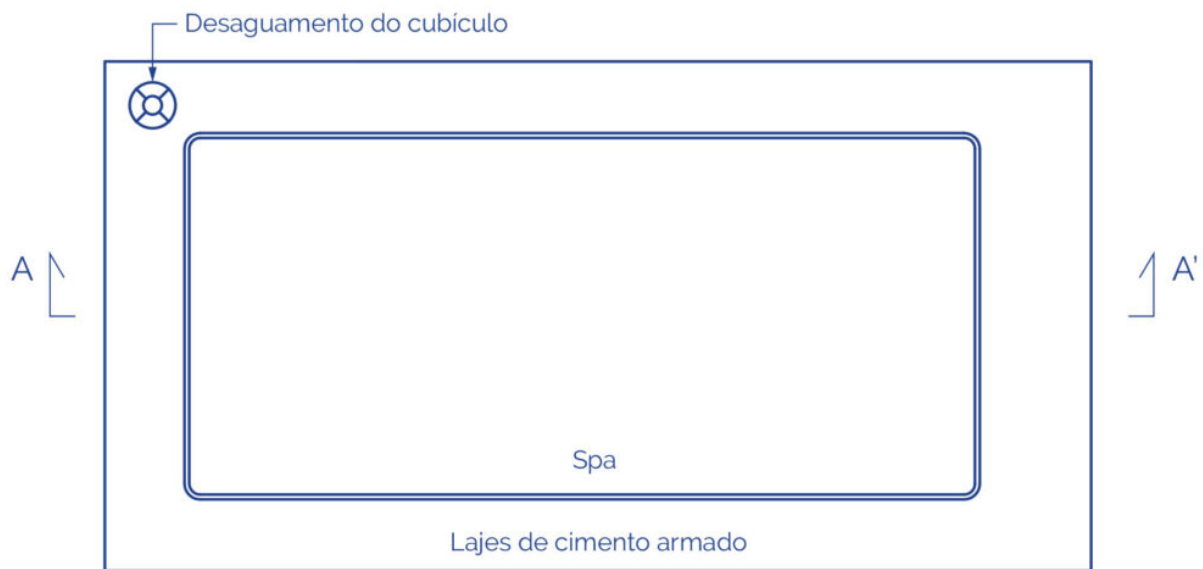 Desaguamento do cubículo
A
A'
Spa
Lajes de cimento armado